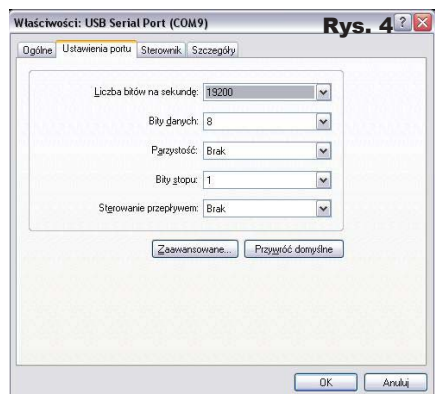 Właściwości: USB Serial Port (COM9)
Rys. 4
Ogólne Ustawienia portu Sterownik Szczegóły
Liczba bitów na sekundę: 19200
Bity danych: 8
Parzystość: Brak
Bity stopu: 1
Sterowanie przepływem: Brak
Zaawansowane... Przywróć domyślne
OK Anuluj